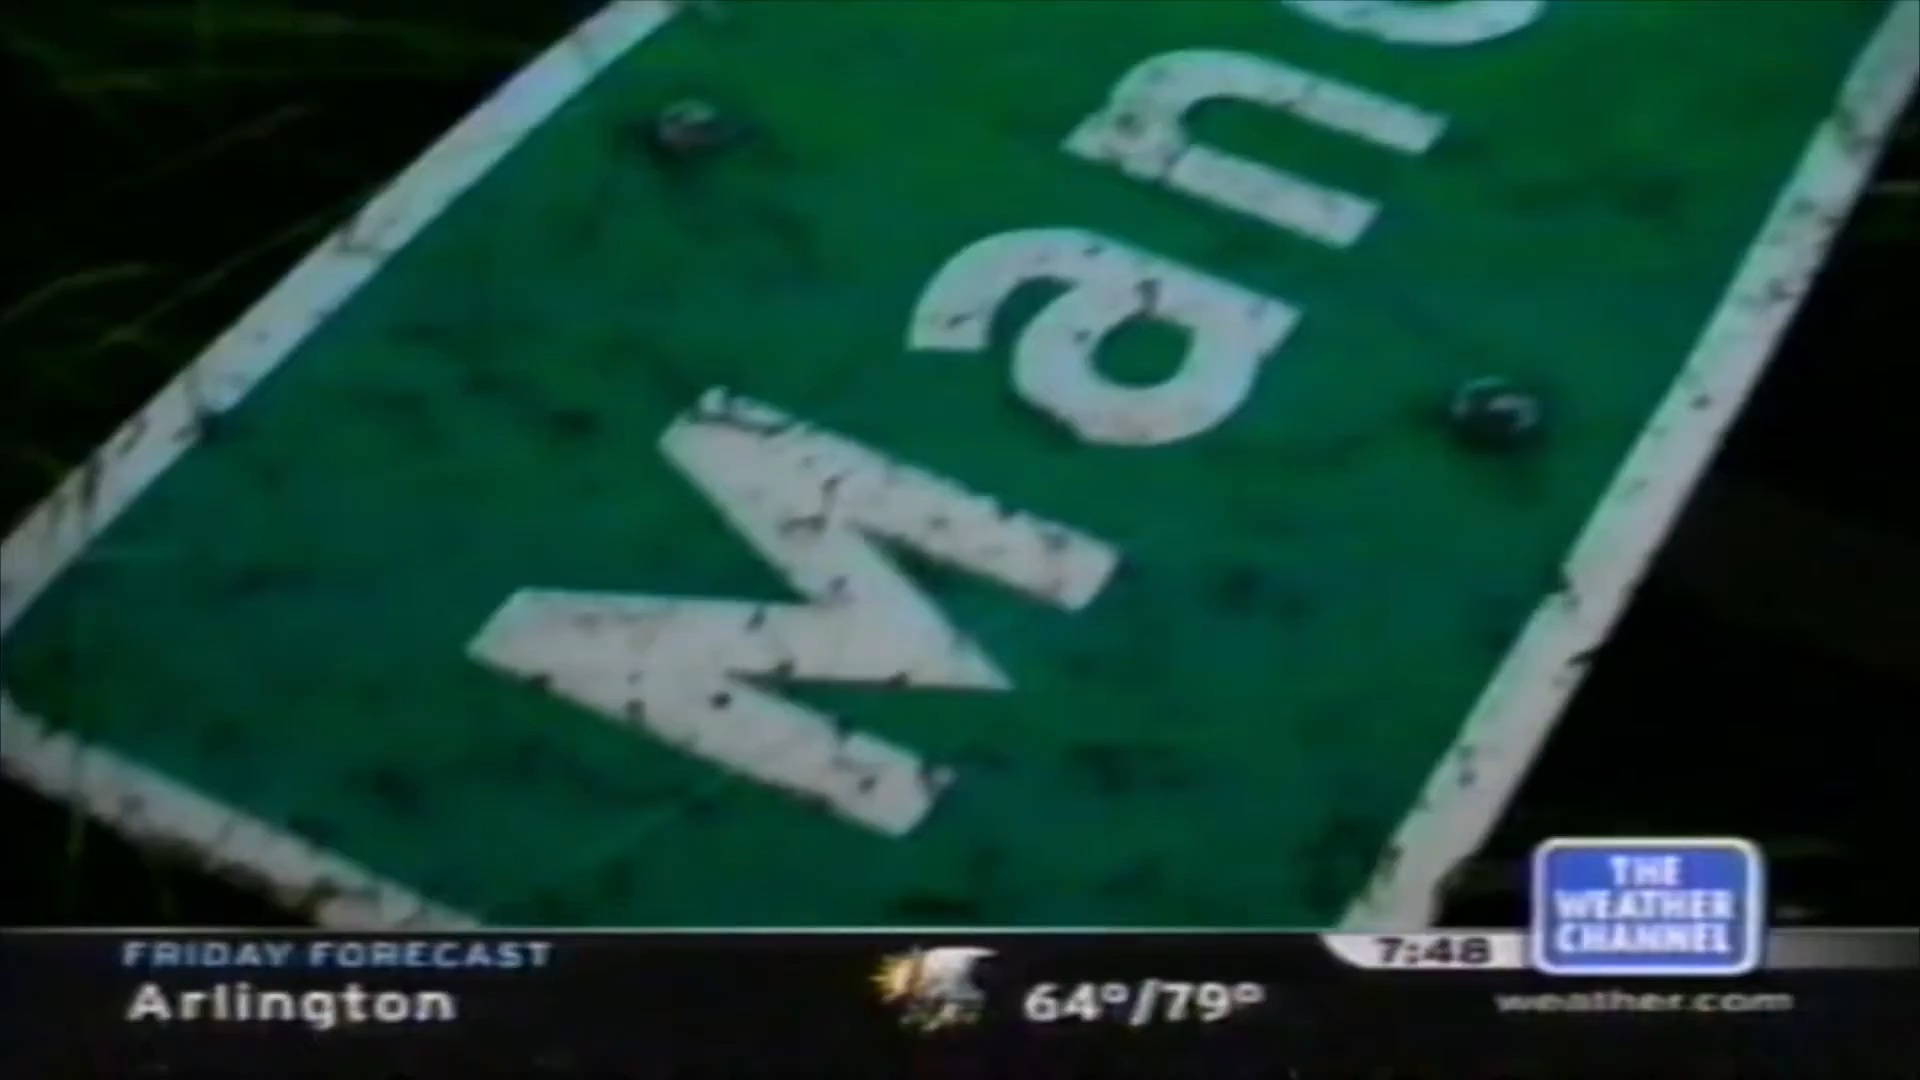 Man
FRIDAY FORECAST
Arlington
64°/79°
7:48
THE
WEATHER
CHANNEL
weather.com